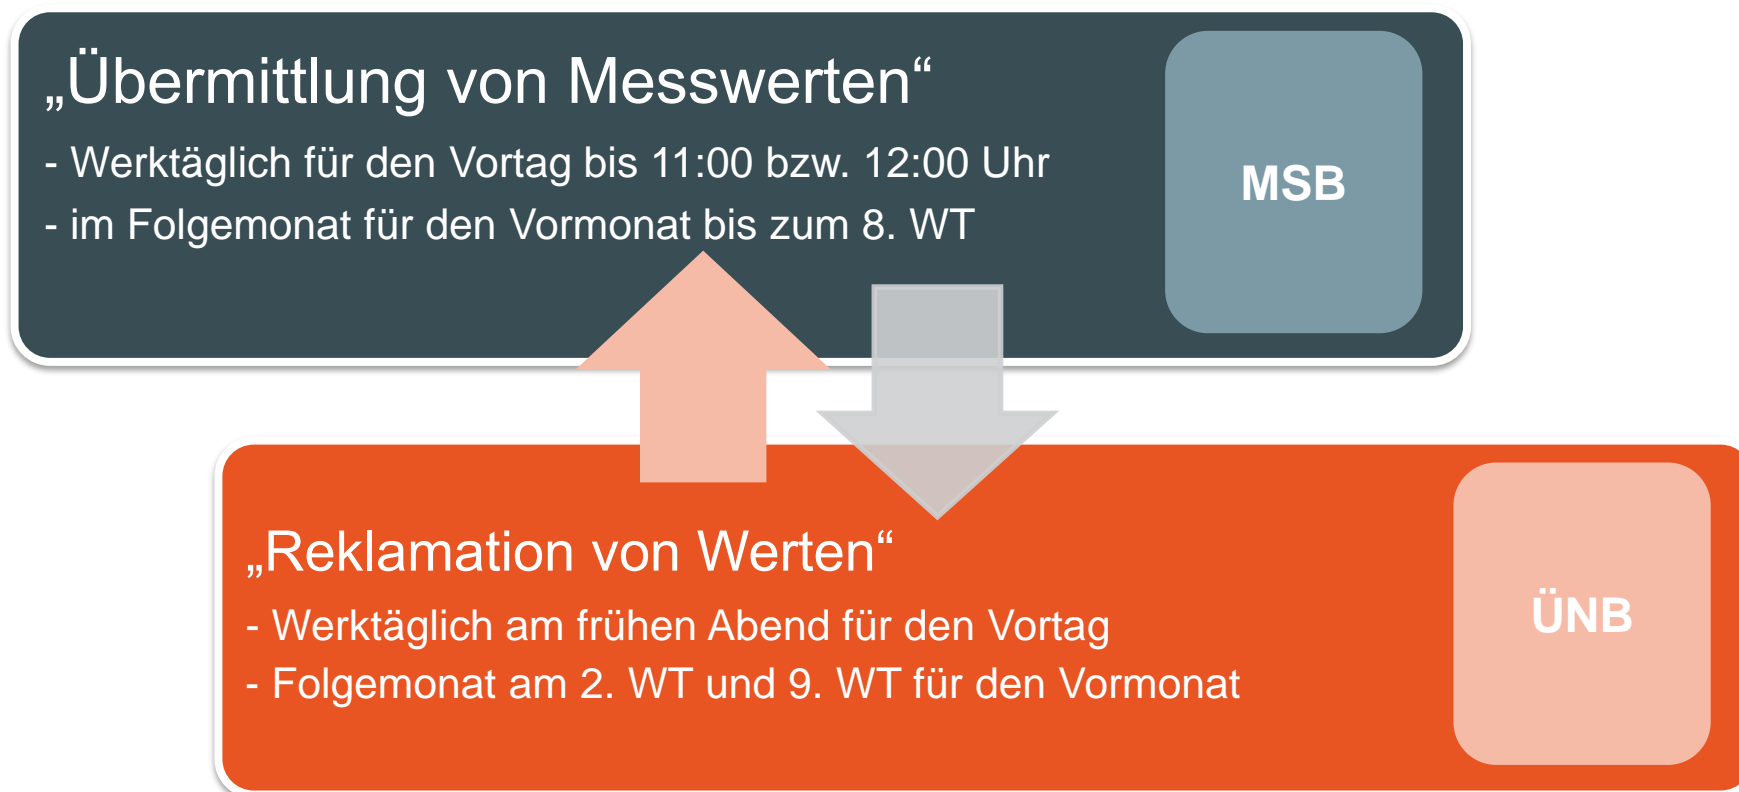 „Übermittlung von Messwerten“
- Werktäglich für den Vortag bis 11:00 bzw. 12:00 Uhr
- im Folgemonat für den Vormonat bis zum 8. WT
MSB
„Reklamation von Werten“
- Werktäglich am frühen Abend für den Vortag
- Folgemonat am 2. WT und 9. WT für den Vormonat
ÜNB